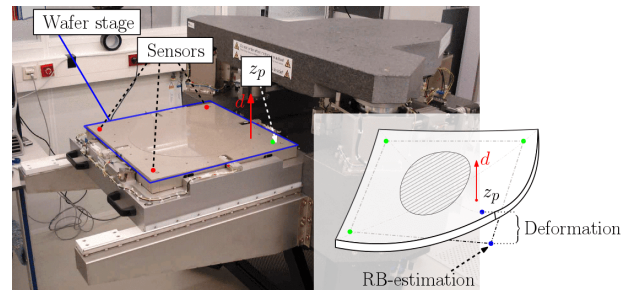 Wafer stage
Sensors
z_p
d
d
z_p
Deformation
RB-estimation